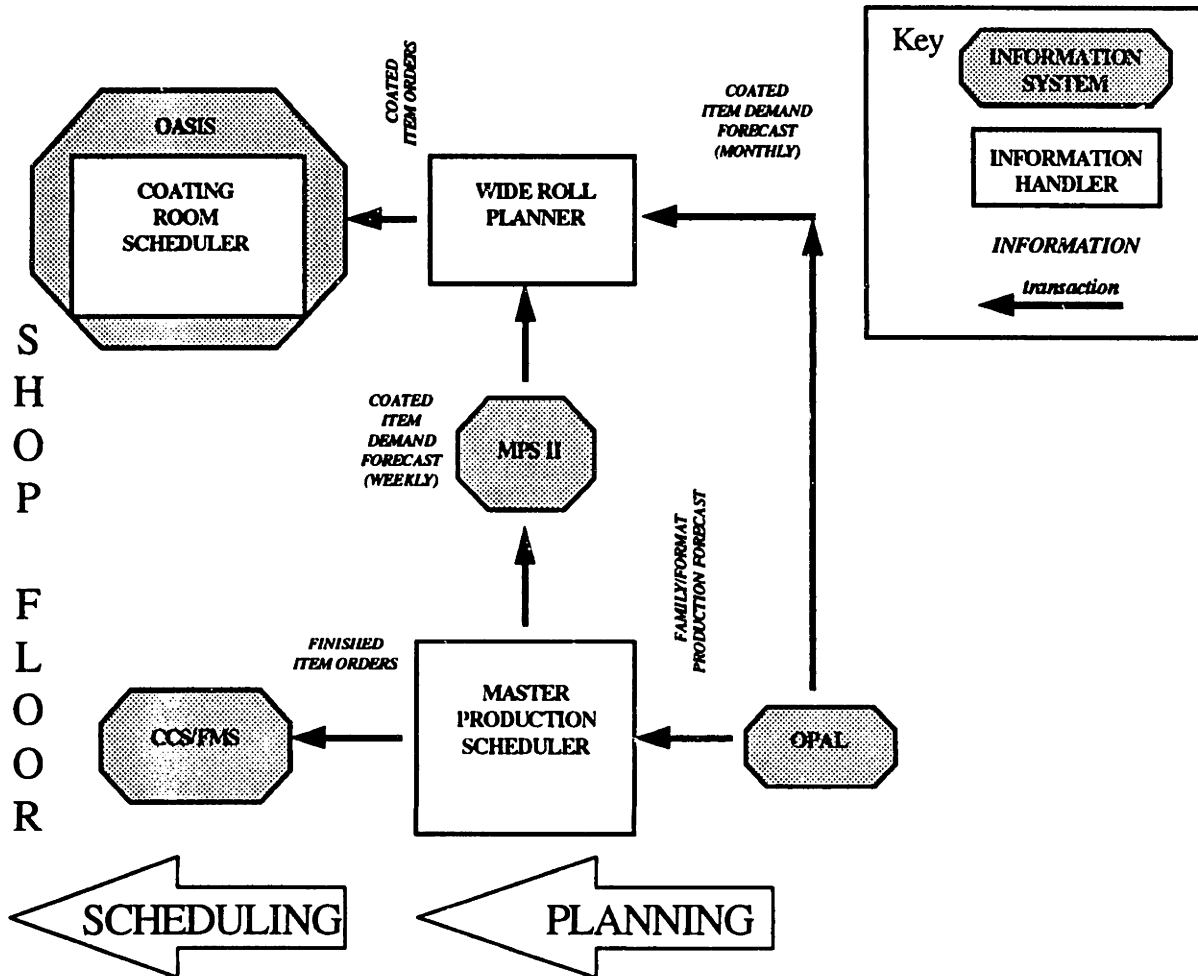 Key
INFORMATION
SYSTEM
INFORMATION
HANDLER
INFORMATION
transaction
OASIS
COATING
ROOM
SCHEDULER
COATED
ITEM ORDERS
WIDE ROLL
PLANNER
COATED
ITEM DEMAND
FORECAST
(MONTHLY)
COATED
ITEM
DEMAND
FORECAST
(WEEKLY)
MPS II
FAMILY/FORMAT
PRODUCTION FORECAST
FINISHED
ITEM ORDERS
CCS/FMS
MASTER
PRODUCTION
SCHEDULER
OPAL
SHOP FLOOR
SCHEDULING
PLANNING